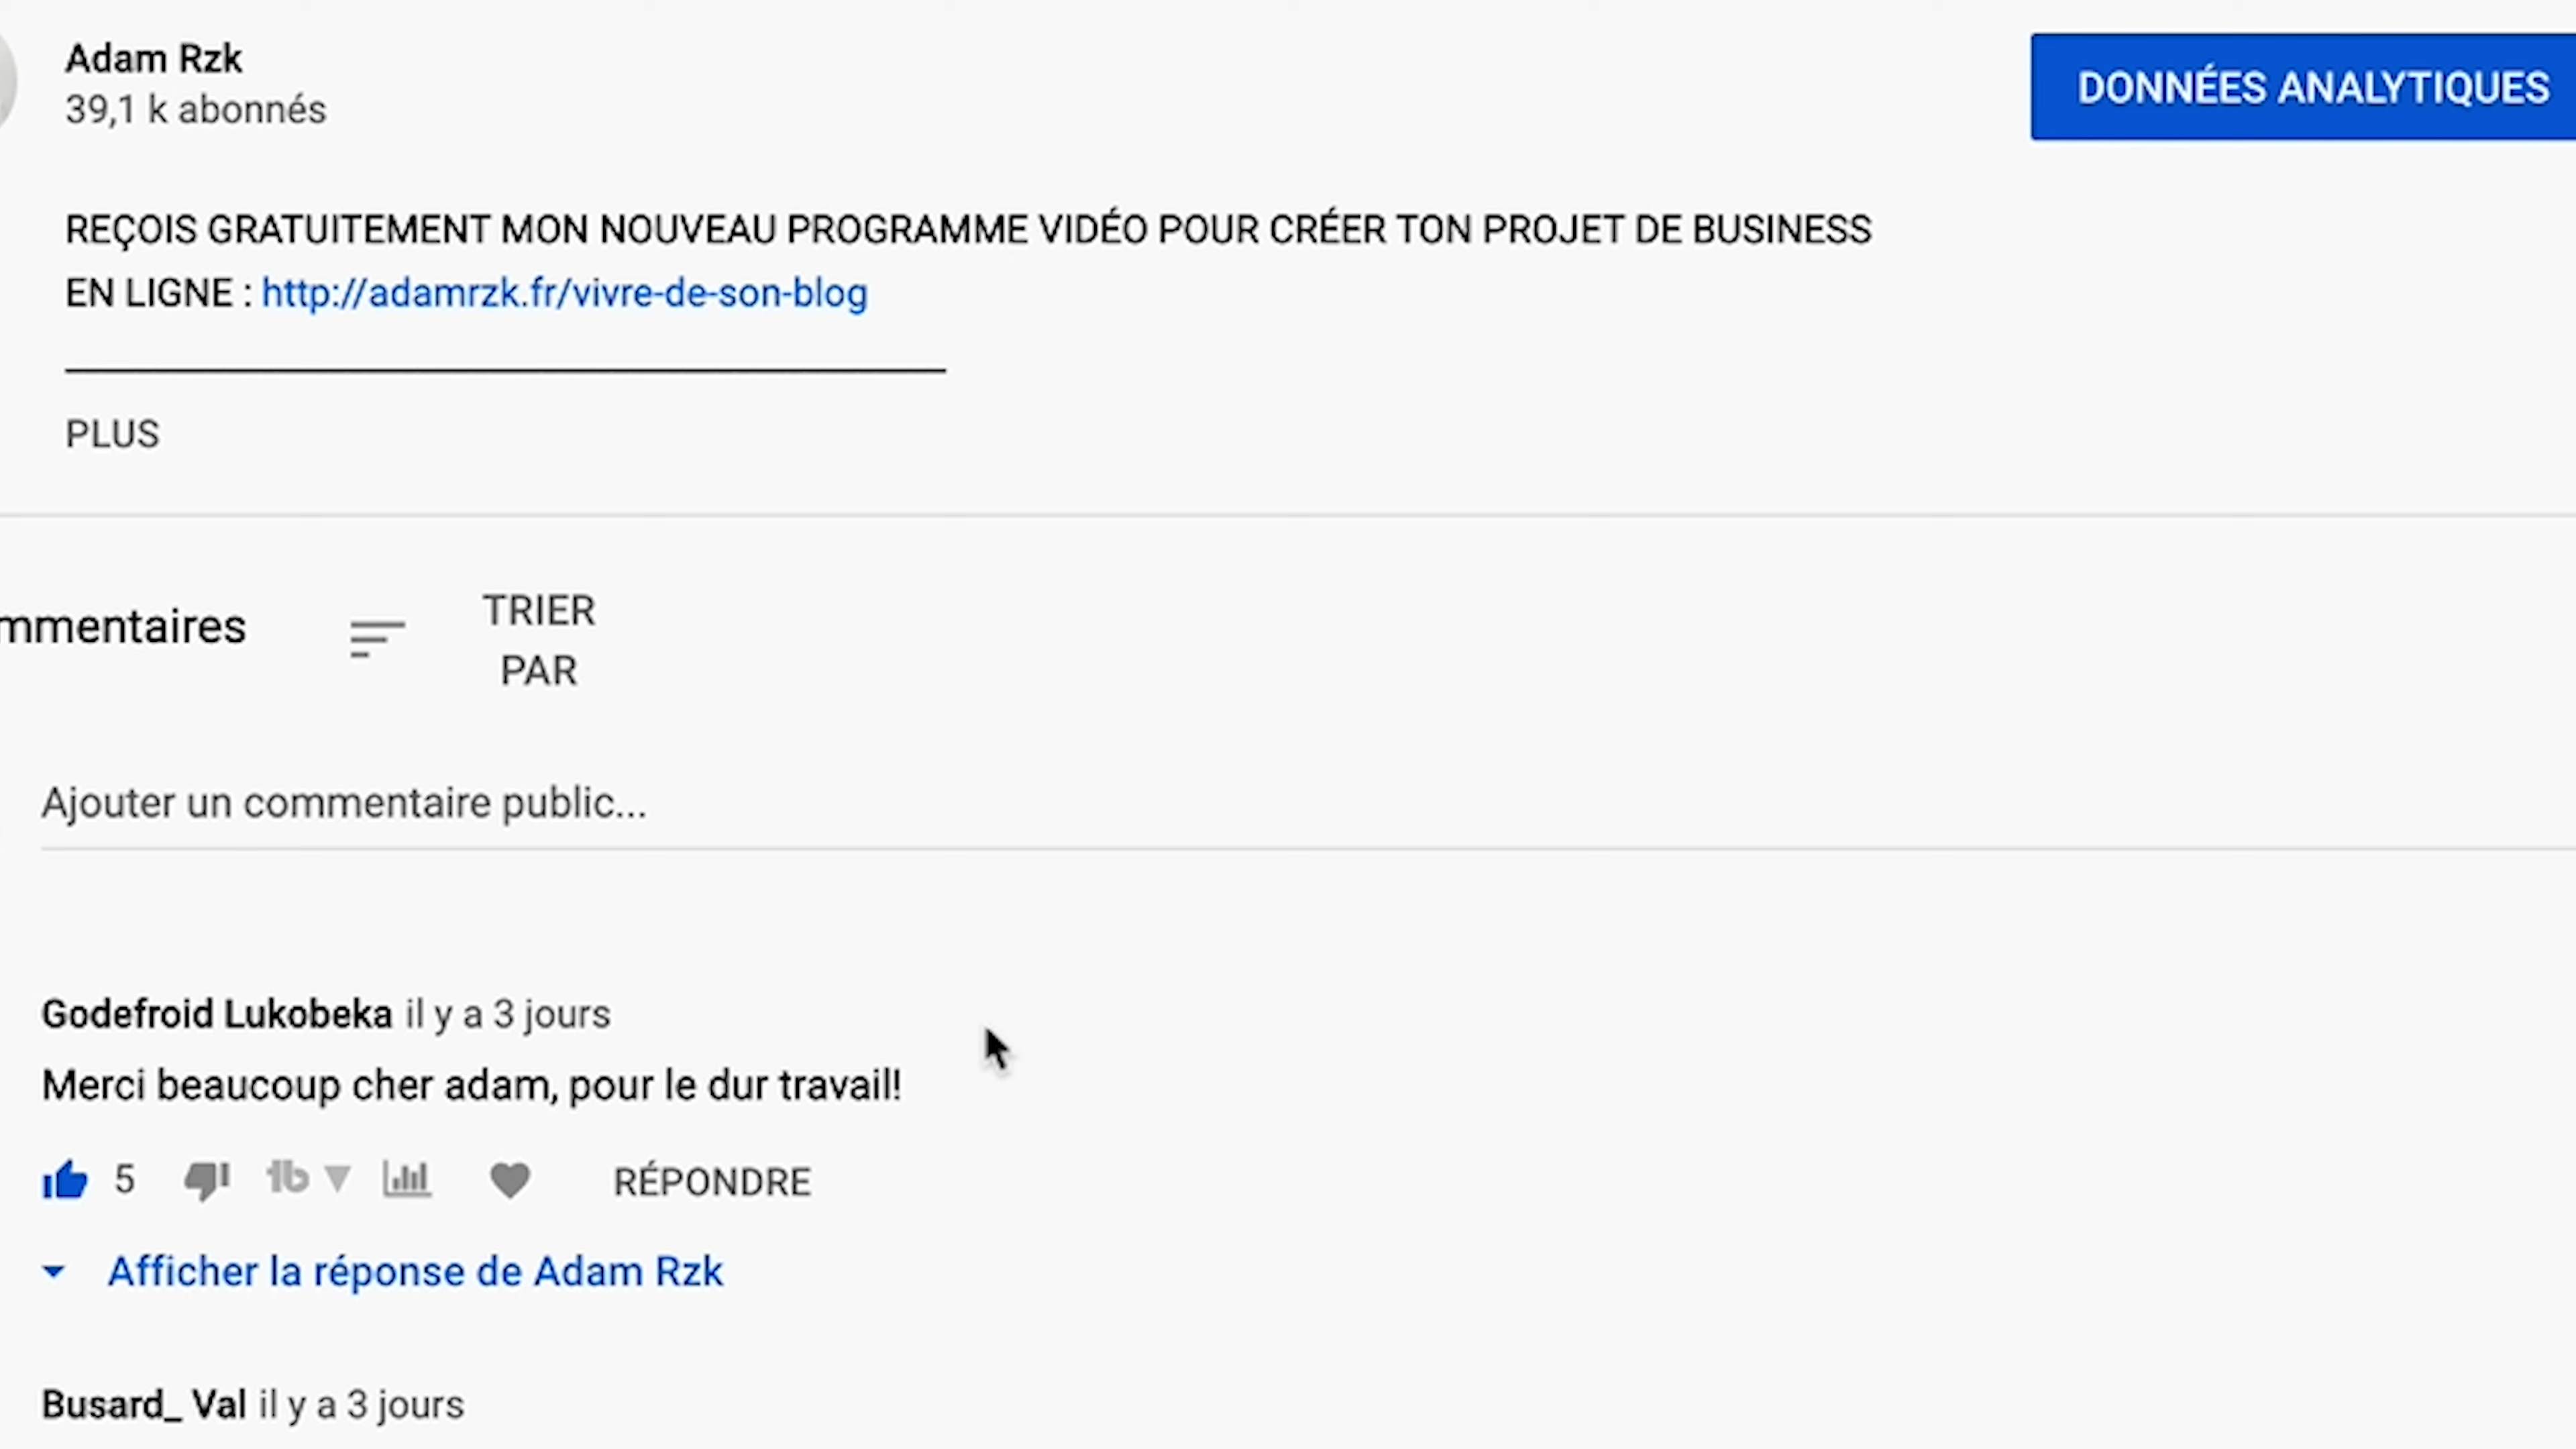 Adam Rzk
39,1 k abonnés
DONNÉES ANALYTIQUES
REÇOIS GRATUITEMENT MON NOUVEAU PROGRAMME VIDÉO POUR CRÉER TON PROJET DE BUSINESS
EN LIGNE : http://adamrzk.fr/vivre-de-son-blog
PLUS
mmentaires
TRIER
PAR
Ajouter un commentaire public...
Godefroid Lukobeka il y a 3 jours
Merci beaucoup cher adam, pour le dur travail!
5 tb RÉPONDRE
Afficher la réponse de Adam Rzk
Busard_ Val il y a 3 jours